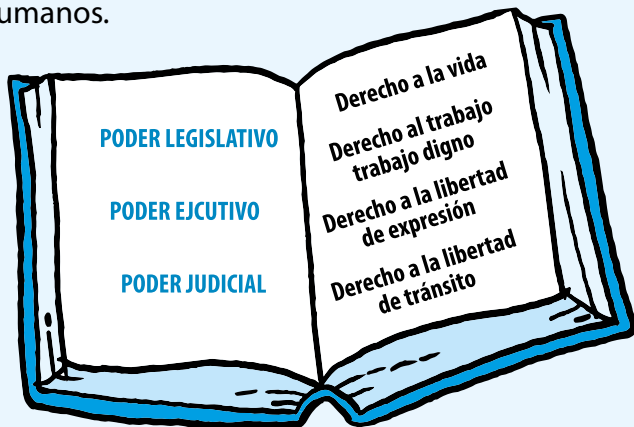 umanos.
PODER LEGISLATIVO
PODER EJCUTIVO
PODER JUDICIAL
Derecho a la vida
Derecho al trabajo
trabajo digno
Derecho a la libertad
de expresión
Derecho a la libertad
de tránsito